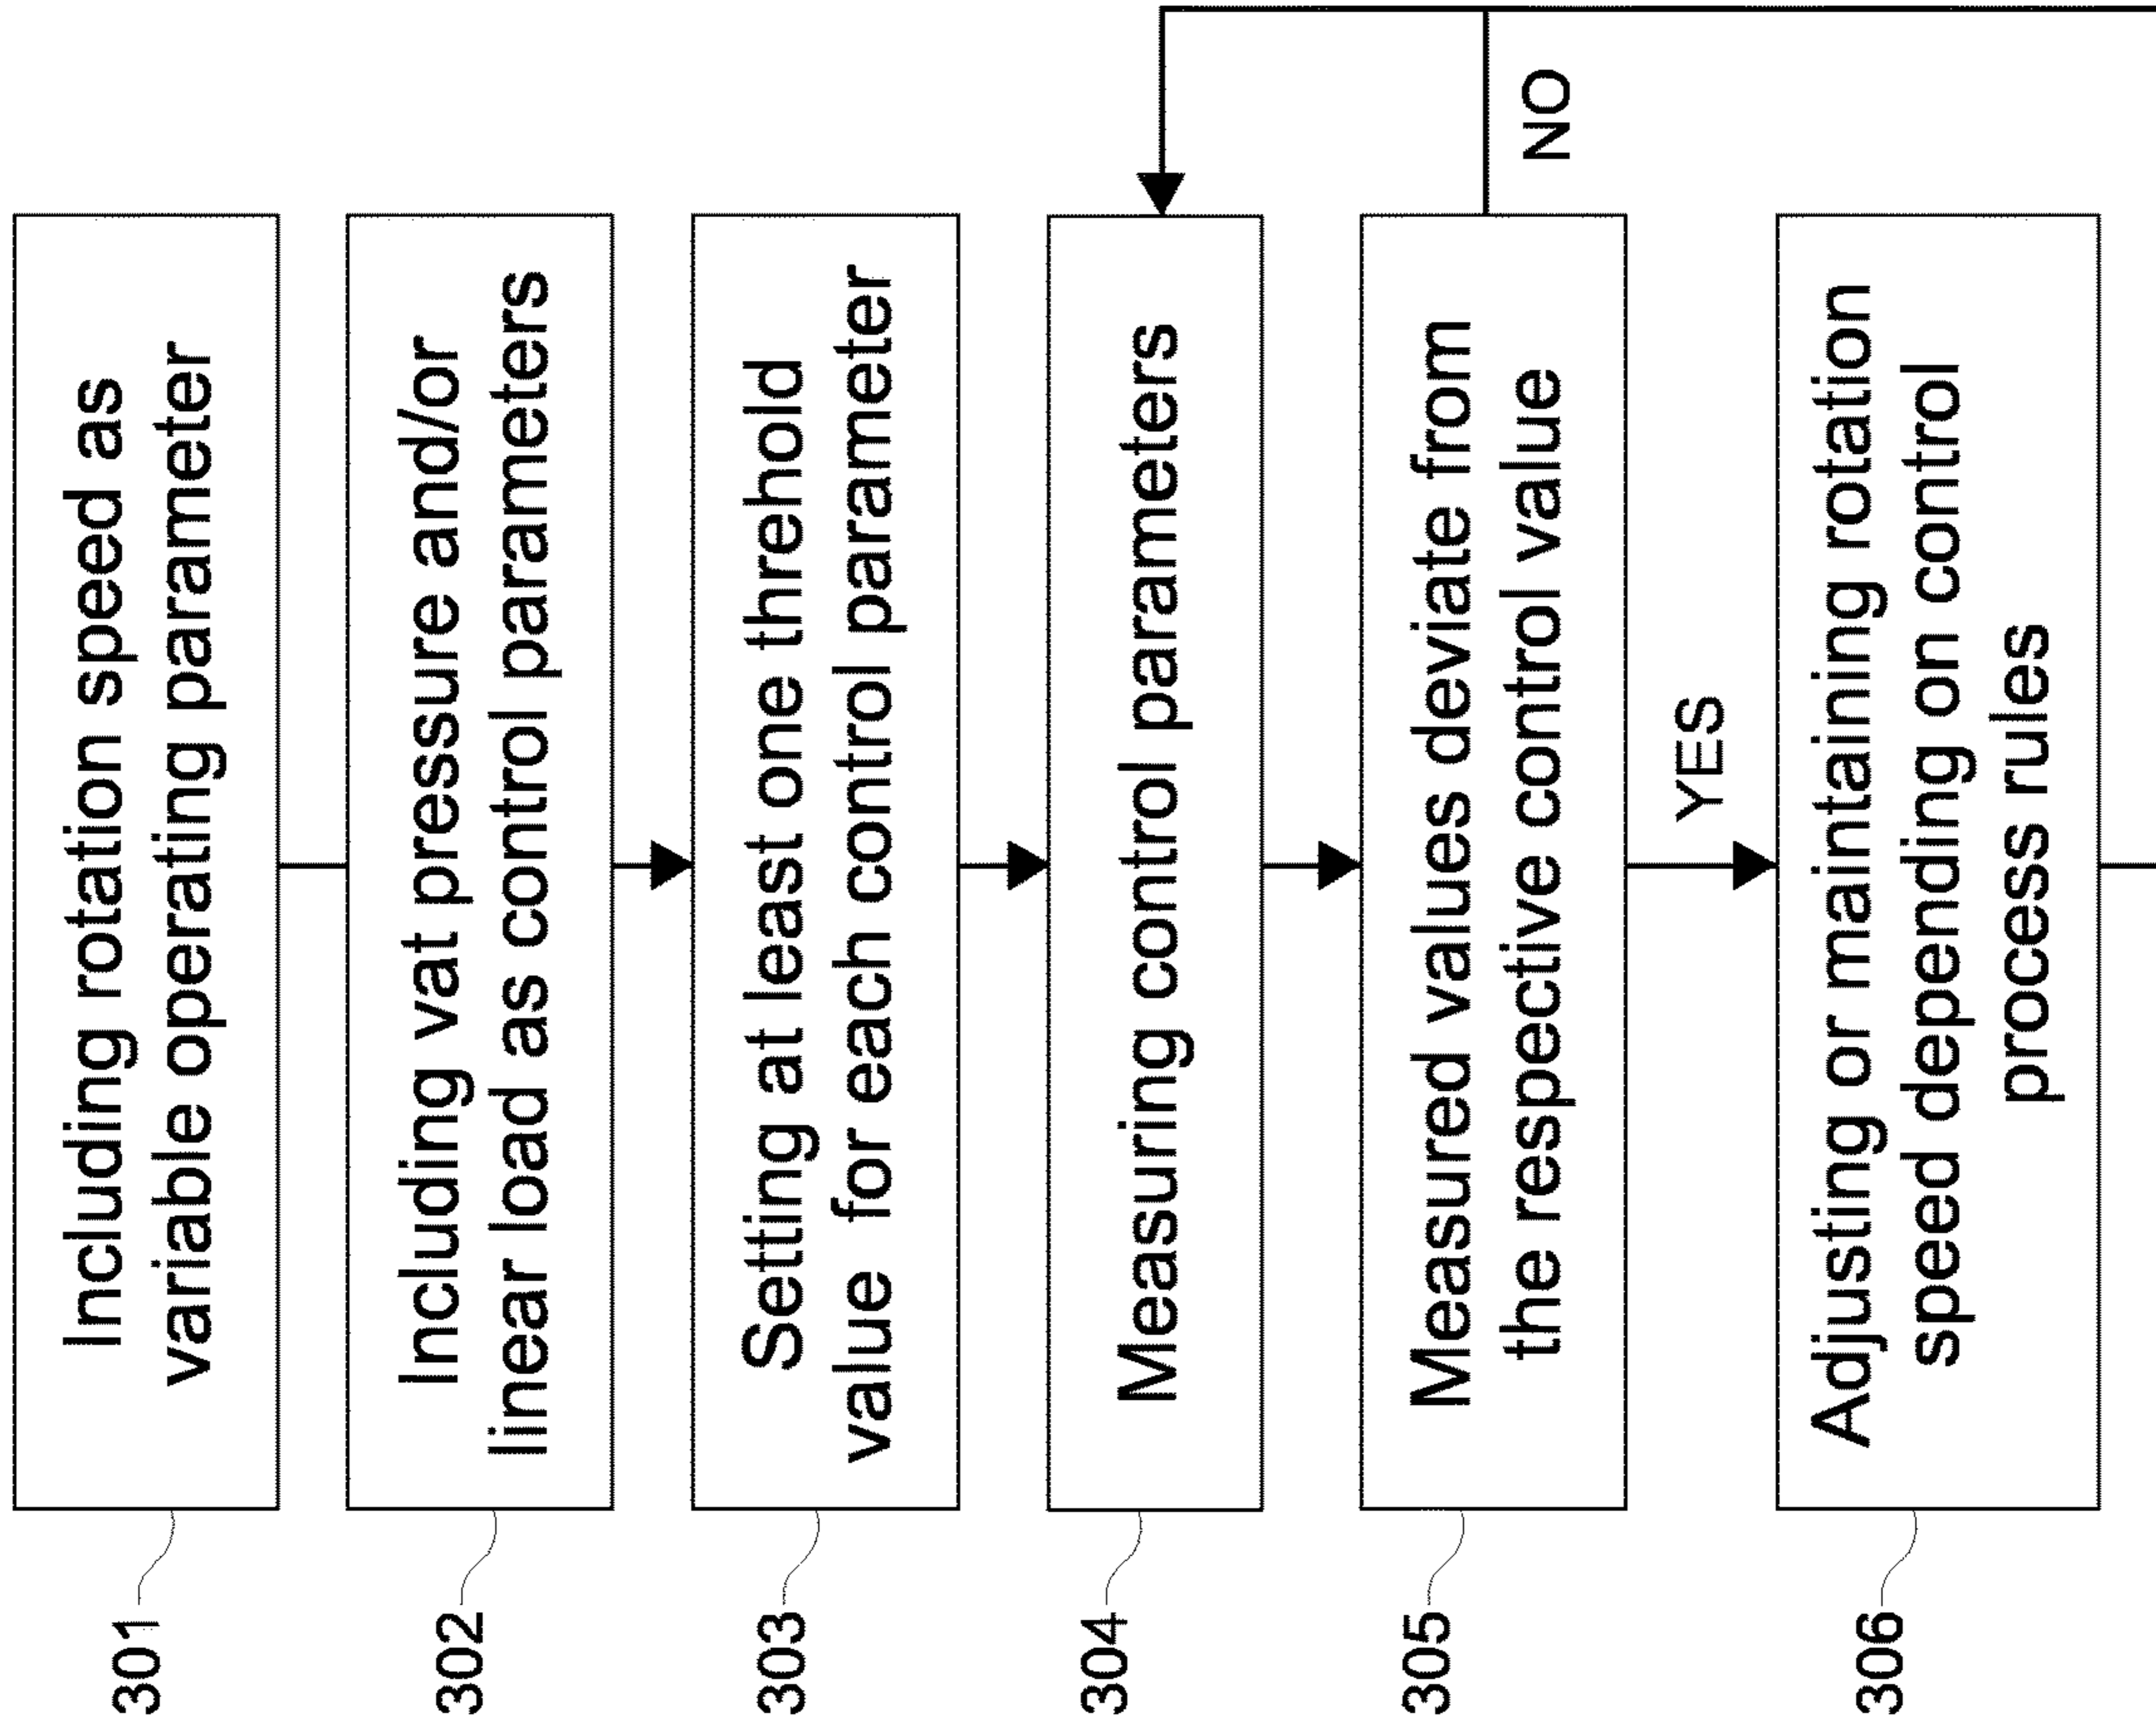 301
Including rotation speed as
variable operating parameter
302
Including vat pressure and/or
linear load as control parameters
303
Setting at least one threhold
value for each control parameter
304
Measuring control parameters
305
Measured values deviate from
the respective control value
NO
YES
306
Adjusting or maintaining rotation
speed depending on control
process rules